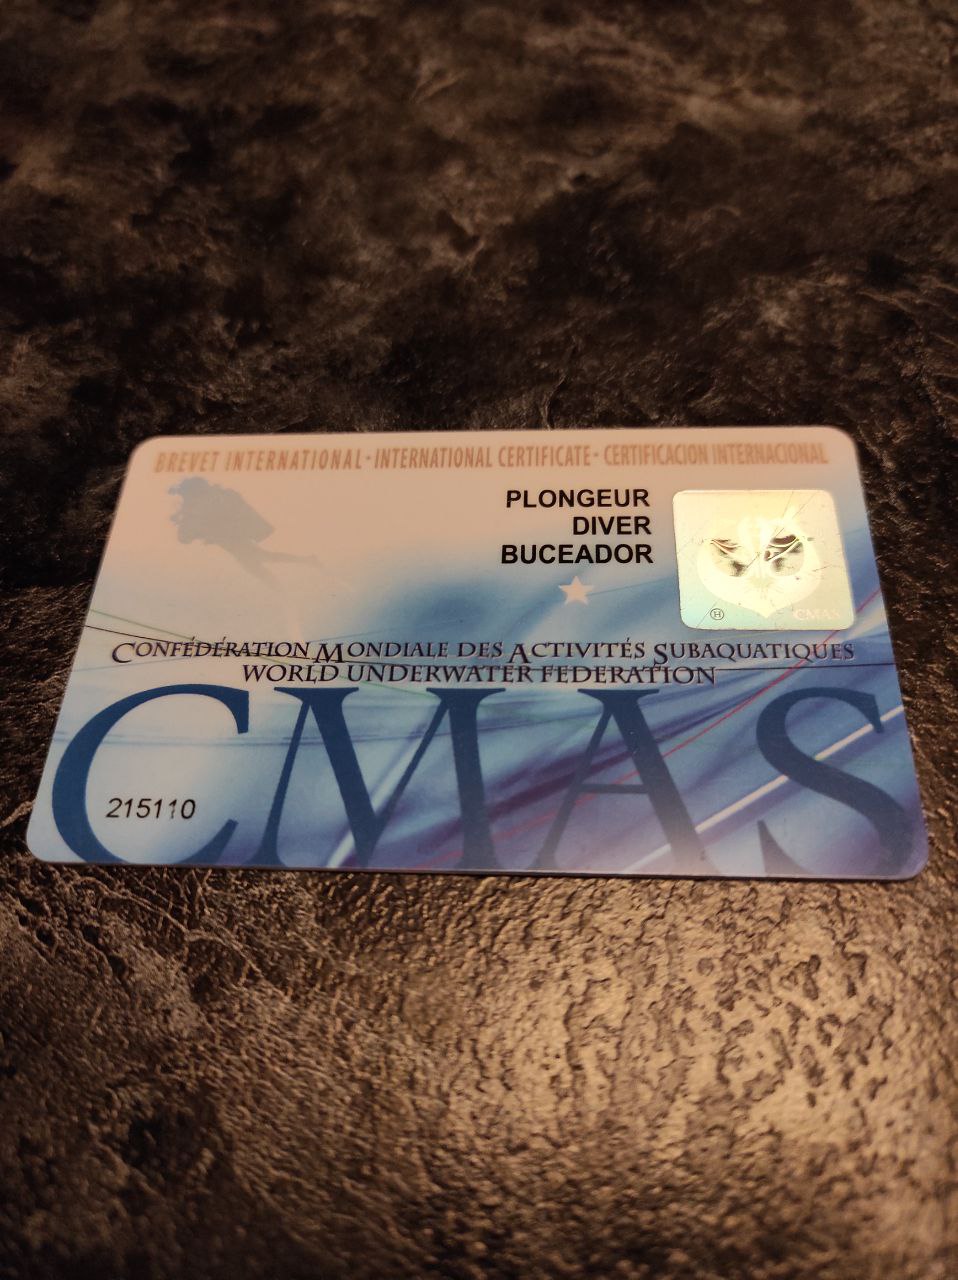 BREVET INTERNATIONAL · INTERNATIONAL CERTIFICATE · CERTIFICACION INTERNACIONAL
PLONGEUR
DIVER
BUCEADOR
Ⓗ CMAS
CONFÉDÉRATION MONDIALE DES ACTIVITÉS SUBAQUATIQUES
WORLD UNDERWATER FEDERATION
CMAS
215110